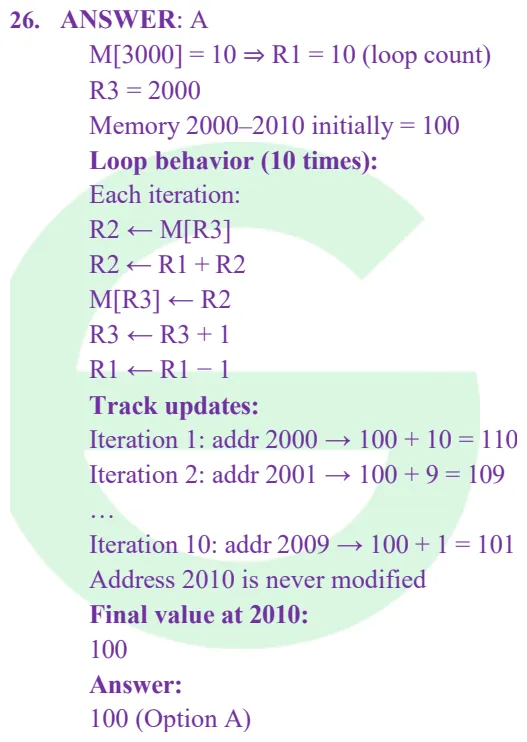 26. ANSWER: A
M[3000] = 10 ⇒ R1 = 10 (loop count)
R3 = 2000
Memory 2000–2010 initially = 100
Loop behavior (10 times):
Each iteration:
R2 ← M[R3]
R2 ← R1 + R2
M[R3] ← R2
R3 ← R3 + 1
R1 ← R1 − 1
Track updates:
Iteration 1: addr 2000 → 100 + 10 = 110
Iteration 2: addr 2001 → 100 + 9 = 109
…
Iteration 10: addr 2009 → 100 + 1 = 101
Address 2010 is never modified
Final value at 2010:
100
Answer:
100 (Option A)